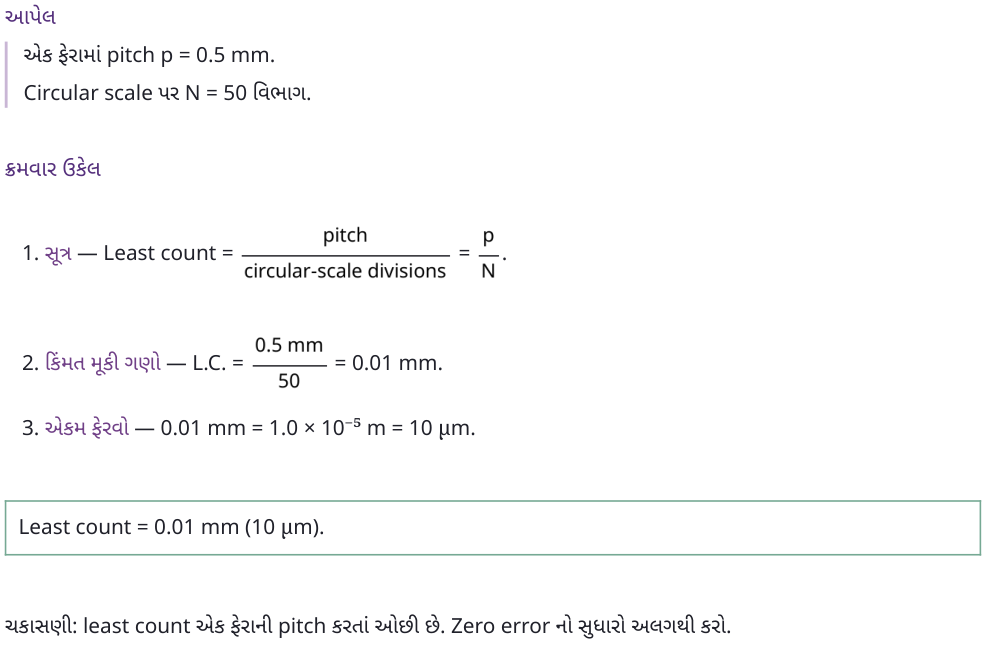 આપેલ
એક ફેરામાં pitch p = 0.5 mm.
Circular scale પર N = 50 વિભાગ.
ક્રમવાર ઉકેલ
1. સૂત્ર — Least count = pitch / circular-scale divisions = p / N.
2. કિંમત મૂકી ગણો — L.C. = 0.5 mm / 50 = 0.01 mm.
3. એકમ ફેરવો — 0.01 mm = 1.0 × 10⁻⁵ m = 10 μm.
Least count = 0.01 mm (10 μm).
ચકાસણી: least count એક ફેરાની pitch કરતાં ઓછી છે. Zero error નો સુધારો અલગથી કરો.